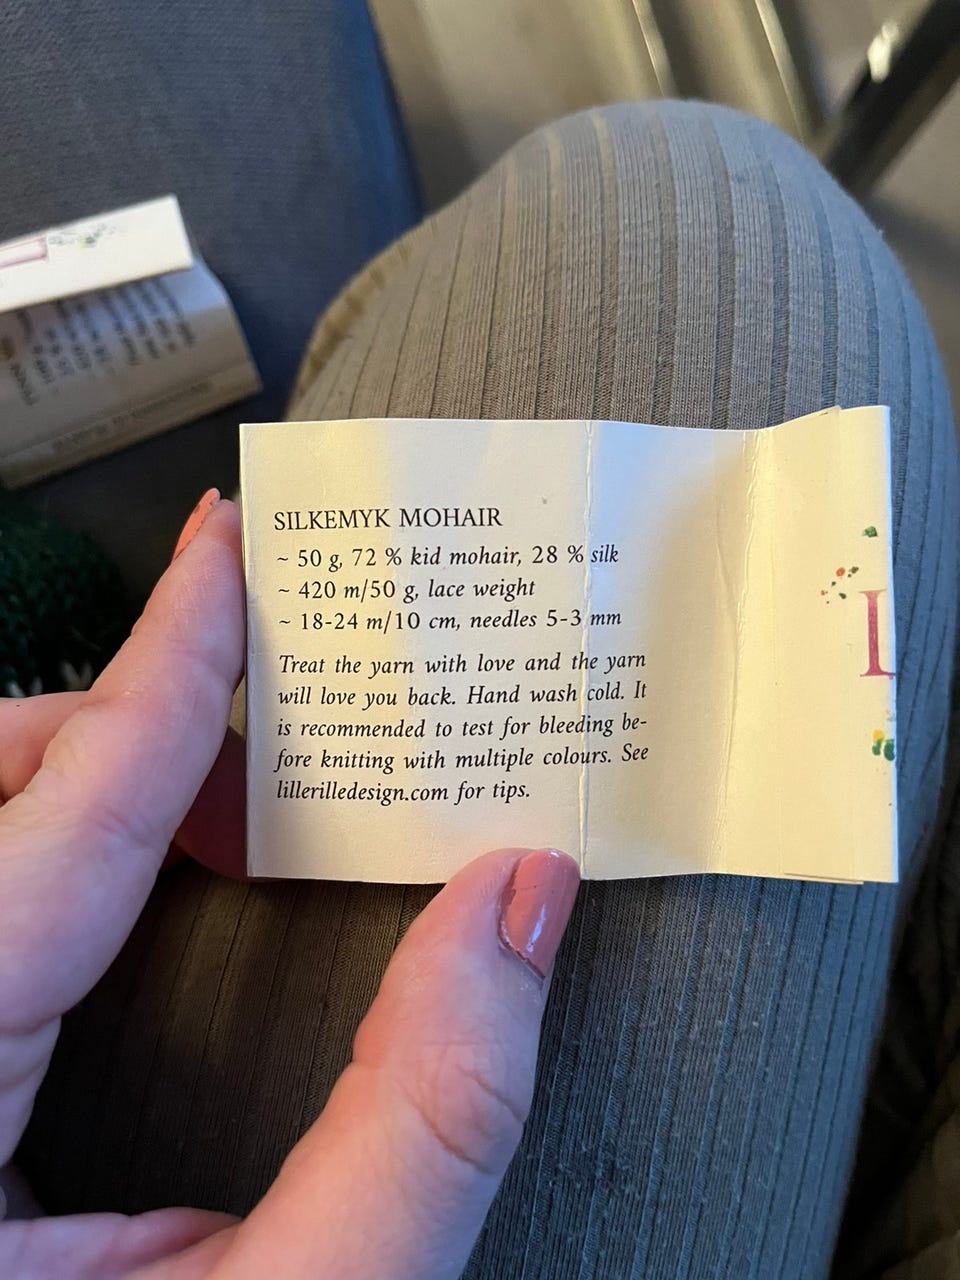 SILKEMYK MOHAIR
~ 50 g, 72 % kid mohair, 28 % silk
~ 420 m/50 g, lace weight
~ 18-24 m/10 cm, needles 5-3 mm
Treat the yarn with love and the yarn
will love you back. Hand wash cold. It
is recommended to test for bleeding be-
fore knitting with multiple colours. See
lillerilledesign.com for tips.
L